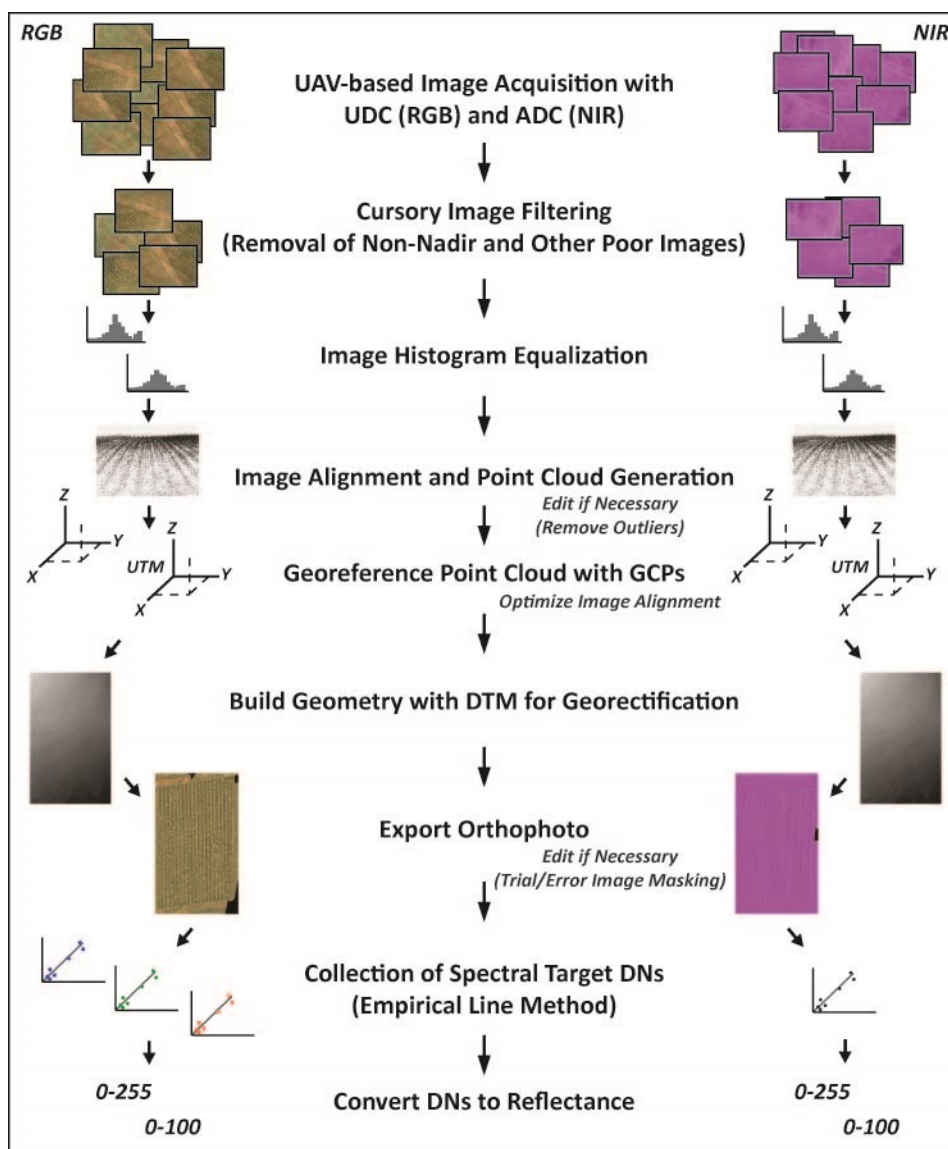 RGB
NIR
UAV-based Image Acquisition with
UDC (RGB) and ADC (NIR)
Cursory Image Filtering
(Removal of Non-Nadir and Other Poor Images)
Image Histogram Equalization
Image Alignment and Point Cloud Generation
Edit if Necessary
(Remove Outliers)
Z
Y
X
UTM
Z
Y
X
Z
Y
X
UTM
Z
Y
X
Georeference Point Cloud with GCPs
Optimize Image Alignment
Build Geometry with DTM for Georectification
Export Orthophoto
Edit if Necessary
(Trial/Error Image Masking)
Collection of Spectral Target DNs
(Empirical Line Method)
0-255
0-100
Convert DNs to Reflectance
0-255
0-100